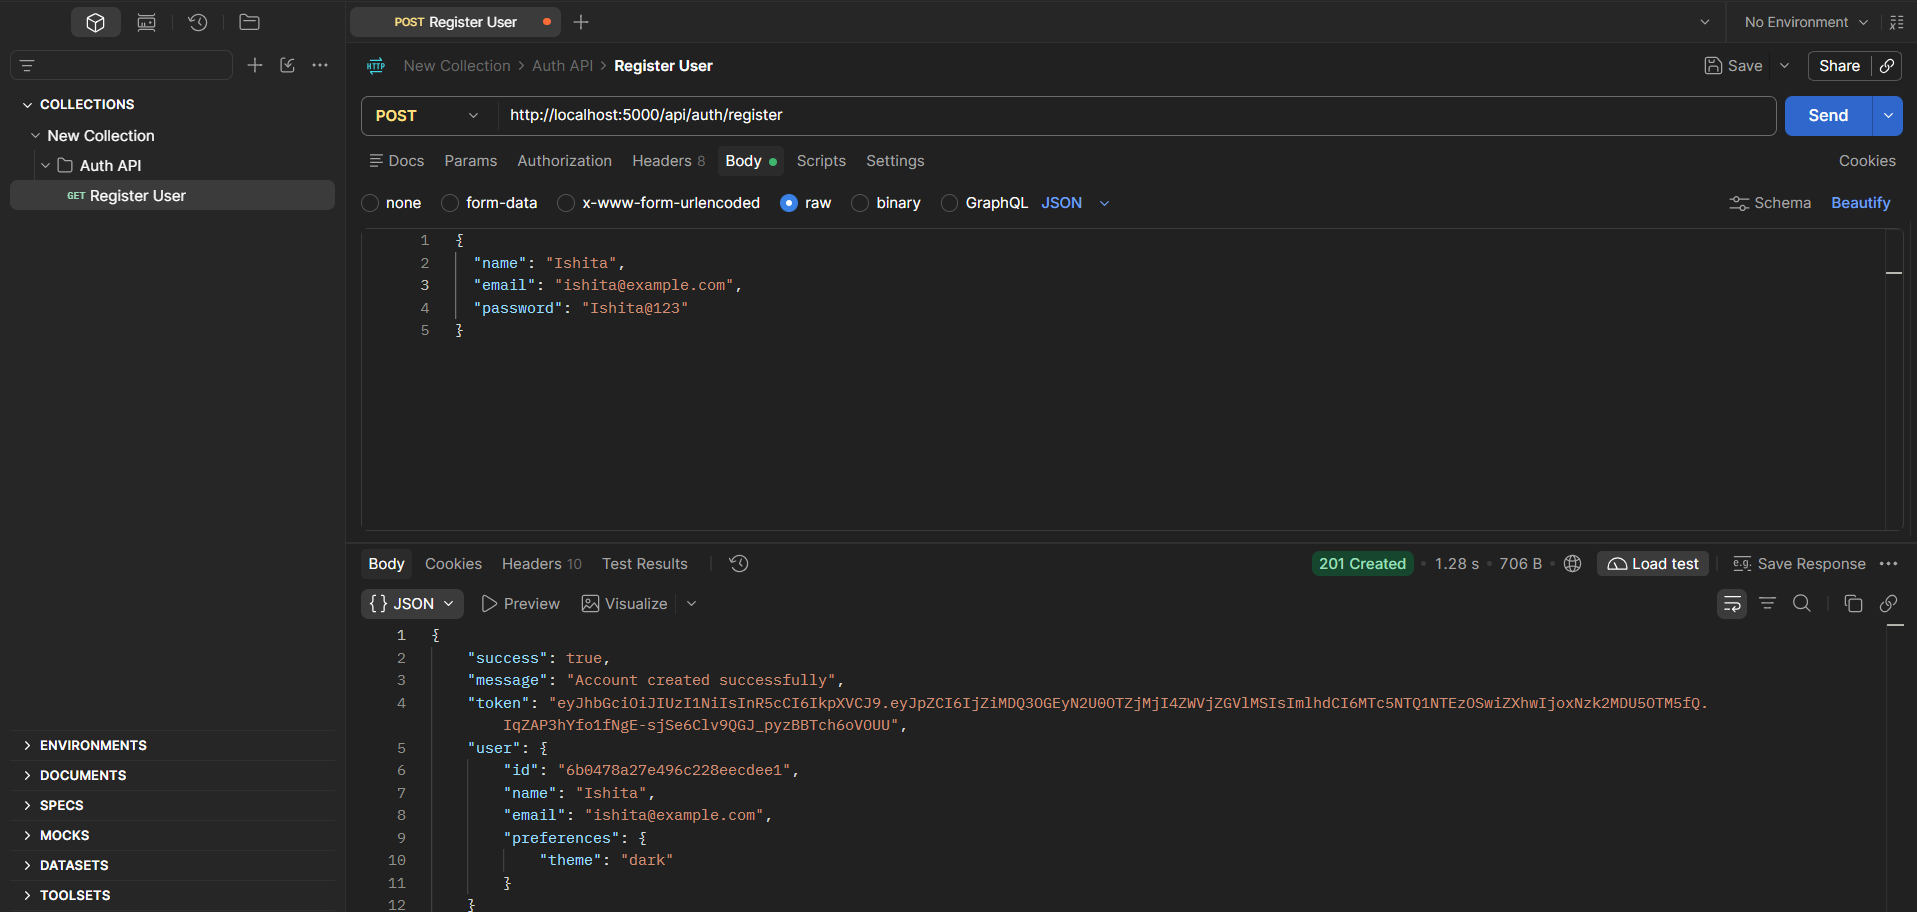 POST Register User
No Environment
New Collection > Auth API > Register User
Save
Share
COLLECTIONS
New Collection
Auth API
GET Register User
POST http://localhost:5000/api/auth/register
Send
Docs Params Authorization Headers 8 Body Scripts Settings
Cookies
none form-data x-www-form-urlencoded raw binary GraphQL JSON
Schema Beautify
1 {
2 "name": "Ishita",
3 "email": "ishita@example.com",
4 "password": "Ishita@123"
5 }
Body Cookies Headers 10 Test Results
201 Created • 1.28 s • 706 B
Load test
e.g. Save Response
{} JSON Preview Visualize
1 {
2 "success": true,
3 "message": "Account created successfully",
4 "token": "eyJhbGciOiJIUzI1NiIsInR5cCI6IkpXVCJ9.eyJpZCI6IjZiMDQ3OGEyN2U0OTZjMjI4ZWVjZGVlMSIsImlhdCI6MTc5NTQ1NTEzOSwiZXhwIjoxNzk2MDU5OTM5fQ.
IqZAP3hYfo1fNgE-sjSe6Clv9QGJ_pyzBBTch6oVOUU",
5 "user": {
6 "id": "6b0478a27e496c228eecdee1",
7 "name": "Ishita",
8 "email": "ishita@example.com",
9 "preferences": {
10 "theme": "dark"
11 }
12 }
ENVIRONMENTS
DOCUMENTS
SPECS
MOCKS
DATASETS
TOOLSETS